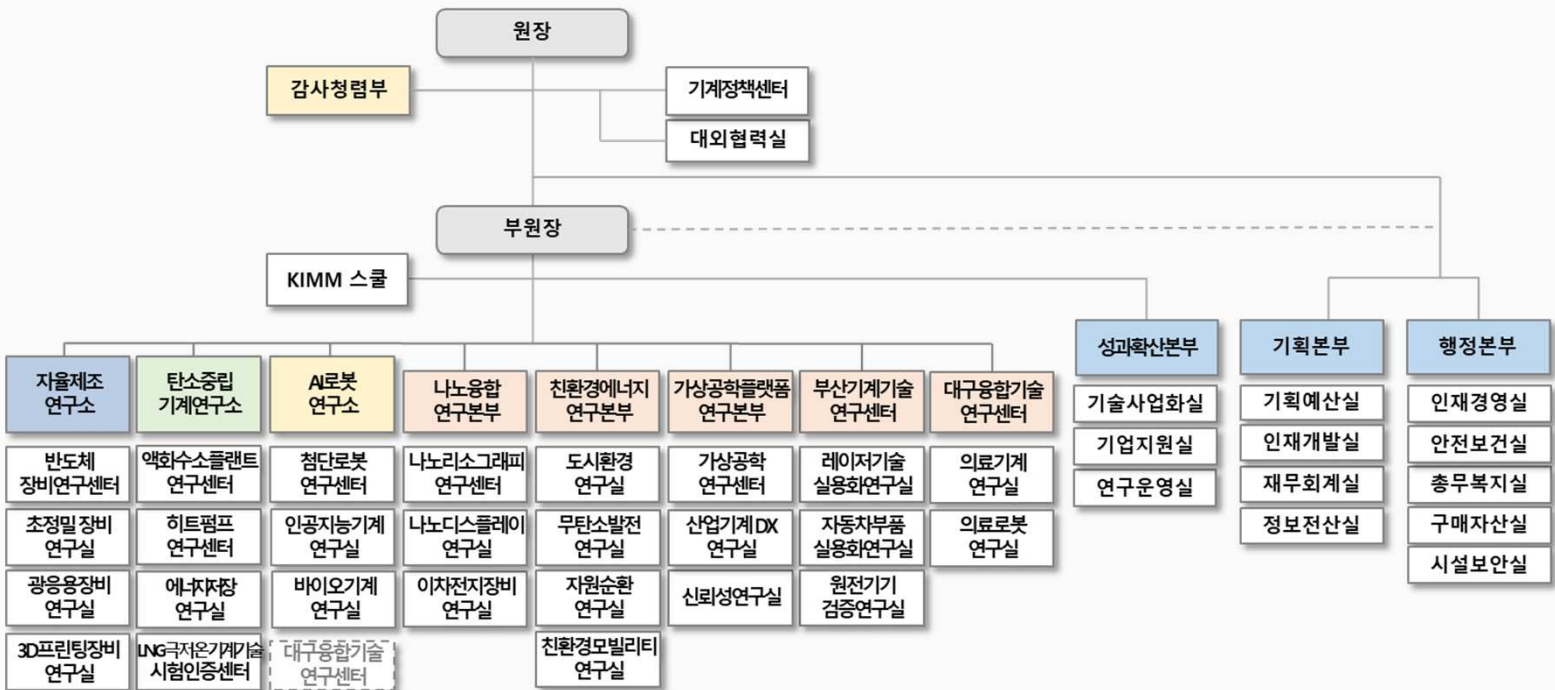 원장
감사청렴부
기계정책센터
대외협력실
부원장
KIMM 스쿨
성과확산본부
기술사업화실
기업지원실
연구운영실
기획본부
기획예산실
인재개발실
재무회계실
정보전산실
행정본부
인재경영실
안전보건실
총무복지실
구매자산실
시설보안실
자율제조
연구소
반도체
장비연구센터
초정밀 장비
연구실
광응용장비
연구실
3D프린팅장비
연구실
탄소중립
기계연구소
액화수소플랜트
연구센터
히트펌프
연구센터
에너지저장
연구실
LNG극저온기계기술
시험인증센터
AI로봇
연구소
첨단로봇
연구센터
인공지능기계
연구실
바이오기계
연구실
대구융합기술
연구센터
나노융합
연구본부
나노리소그래피
연구센터
나노디스플레이
연구실
이차전지장비
연구실
친환경에너지
연구본부
도시환경
연구실
무탄소발전
연구실
자원순환
연구실
친환경모빌리티
연구실
가상공학플랫폼
연구본부
가상공학
연구센터
산업기계 DX
연구실
신뢰성연구실
부산기계기술
연구센터
레이저기술
실용화연구실
자동차부품
실용화연구실
원전기기
검증연구실
대구융합기술
연구센터
의료기계
연구실
의료로봇
연구실